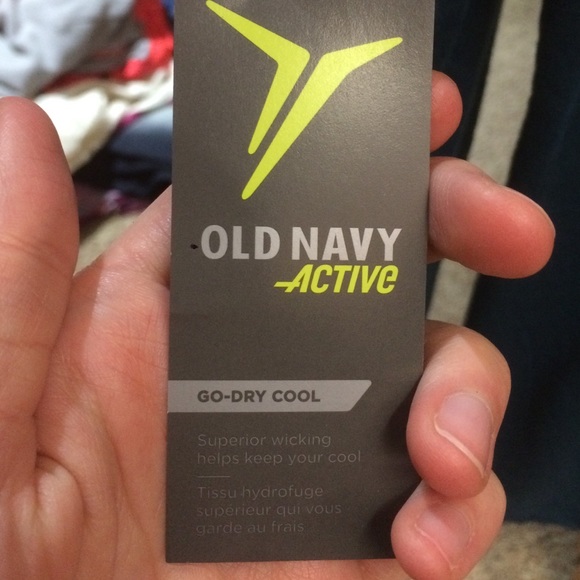 OLD NAVY
ACTIVE
GO-DRY COOL
Superior wicking
helps keep your cool
Tissu hydrofuge
supérieur qui vous
garde au frais